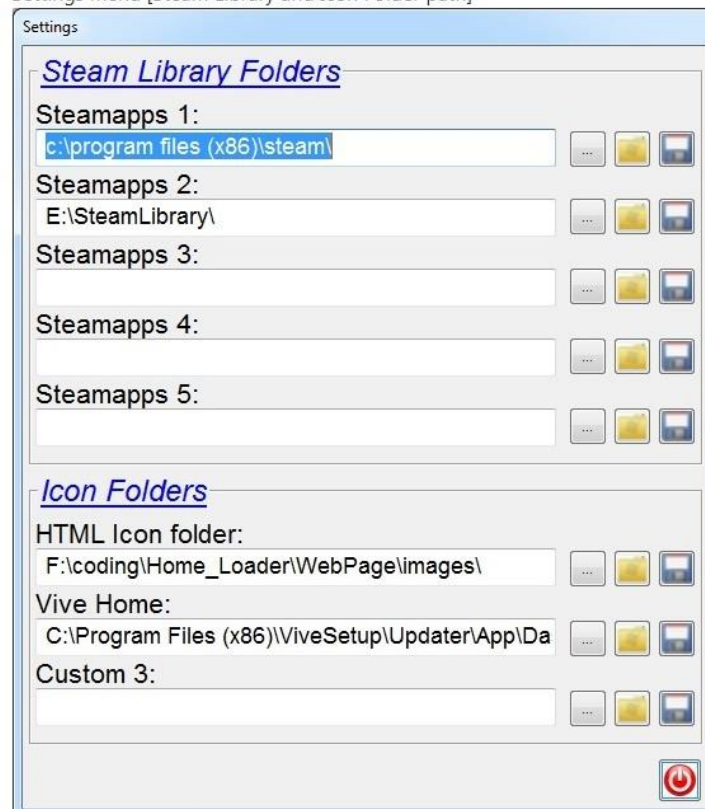 Settings
Steam Library Folders
Steamapps 1:
c:\program files (x86)\steam\
...
Steamapps 2:
E:\SteamLibrary\
...
Steamapps 3:
...
Steamapps 4:
...
Steamapps 5:
...
Icon Folders
HTML Icon folder:
F:\coding\Home_Loader\WebPage\images\
...
Vive Home:
C:\Program Files (x86)\ViveSetup\Updater\App\Da
...
Custom 3:
...